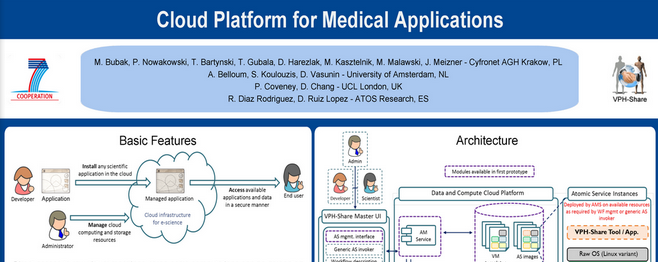 Cloud Platform for Medical Applications
M. Bubak, P. Nowakowski, T. Bartynski, T. Gubala, D. Harezlak, M. Kasztelnik, M. Malawski, J. Meizner - Cyfronet AGH Krakow, PL
A. Belloum, S. Koulouzis, D. Vasunin - University of Amsterdam, NL
P. Coveney, D. Chang - UCL London, UK
R. Diaz Rodriguez, D. Ruiz Lopez - ATOS Research, ES
7
COOPERATION
VPH-Share
Basic Features
Install any scientific
application in the cloud
Developer
Application
Managed application
End user
Access available
applications and data
in a secure manner
Cloud infrastructure
for e-science
Manage cloud
computing and storage
resources
Administrator
Architecture
Admin
Modules available in first prototype
Developer
Scientist
Data and Compute Cloud Platform
Atomic Service Instances
Deployed by AMS on available resources
as required by WF mgmt or generic AS
invoker
VPH-Share Master UI
AS mgmt. interface
Generic AS invoker
AM
Service
VM
AS images
VPH-Share Tool / App.
Raw OS (Linux variant)